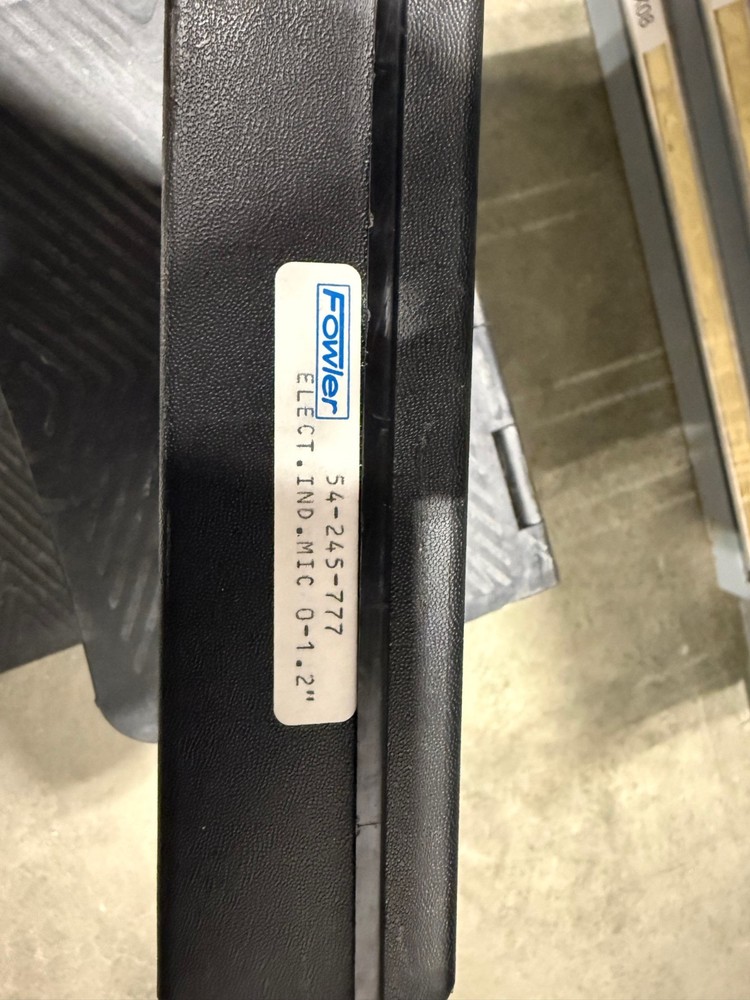 Fowler
54-245-777
ELECT.IND.MIC 0-1.2"